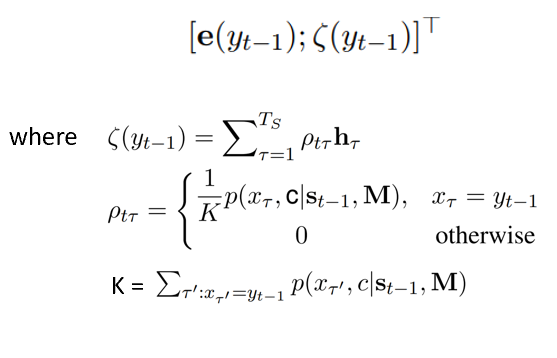 [e(y_{t−1}); ζ(y_{t−1})]^⊤
where ζ(y_{t−1}) = ∑_{τ=1}^{T_S} ρ_{tτ}h_τ
ρ_{tτ} = { 1/K p(x_τ, c|s_{t−1}, M), x_τ = y_{t−1}
0 otherwise
K = ∑_{τ′:x_{τ′}=y_{t−1}} p(x_{τ′}, c|s_{t−1}, M)